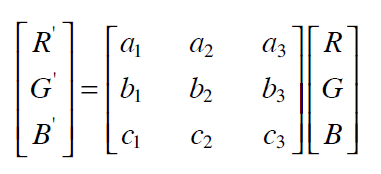 R' a₁ a₂ a₃ R
G' = b₁ b₂ b₃ G
B' c₁ c₂ c₃ B